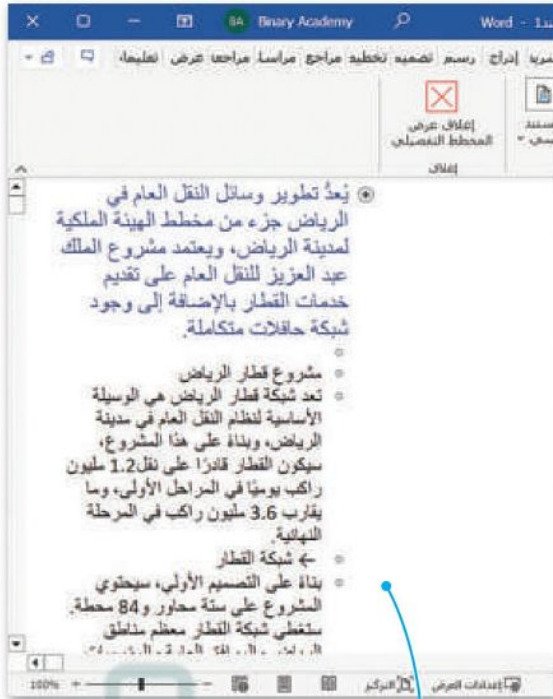 Binary Academy BA
Word
إدراج رسم تصميم تخطيط مراجع مراسا مراجعا عرض تعليما
إغلاق عرض
المخطط التفصيلي
إغلاق
يُعدُّ تطوير وسائل النقل العام في
الرياض جزء من مخطط الهيئة الملكية
لمدينة الرياض، ويعتمد مشروع الملك
عبد العزيز للنقل العام على تقديم
خدمات القطار بالإضافة إلى وجود
شبكة حافلات متكاملة.
مشروع قطار الرياض
تعد شبكة قطار الرياض هي الوسيلة
الأساسية لنظام النقل العام في مدينة
الرياض، وبناءً على هذا المشروع،
سيكون القطار قادرًا على نقل1.2 مليون
راكب يوميًا في المراحل الأولى، وما
يقارب 3.6 مليون راكب في المرحلة
النهائية.
← شبكة القطار
بناءً على التصميم الأولي، سيحتوي
المشروع على ستة محاور و84 محطة.
ستغطي شبكة القطار معظم مناطق
إعدادات العرض التركيز 100%